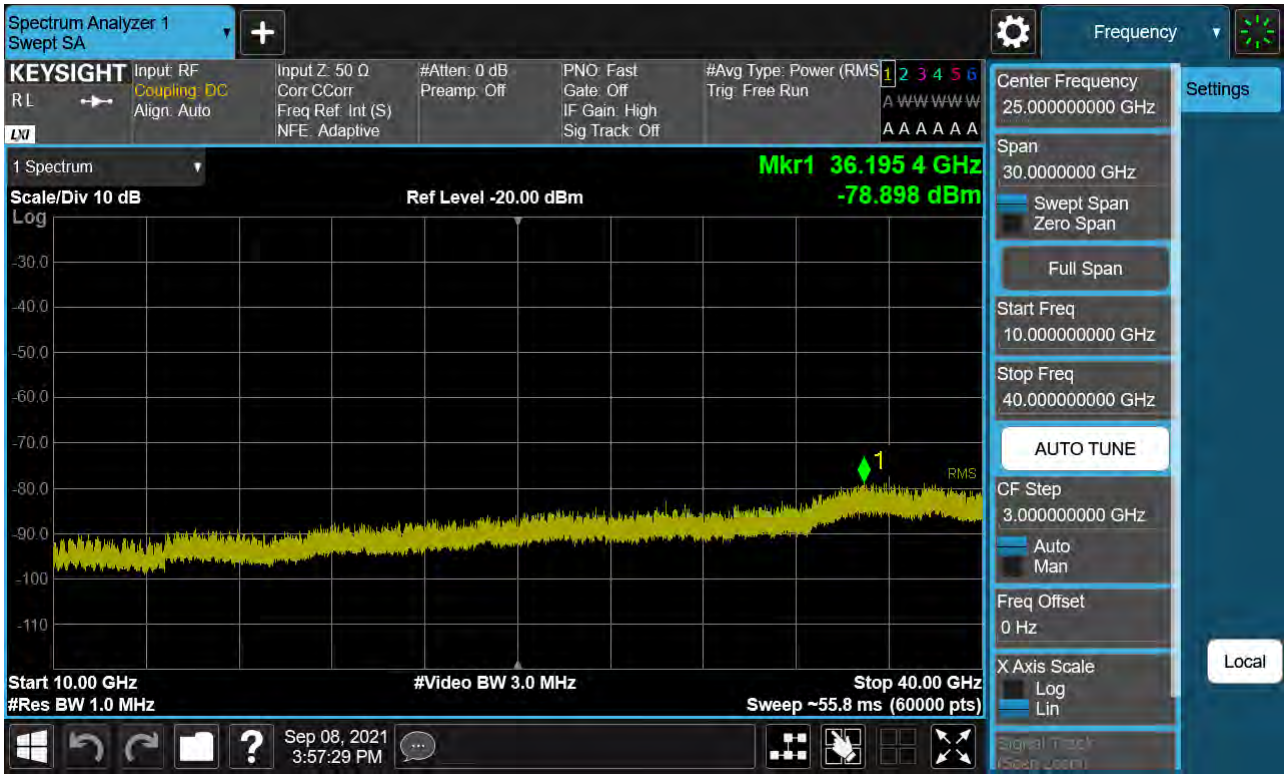 Spectrum Analyzer 1
Swept SA
+
Frequency
KEYSIGHT
RL
LXI
Input: RF
Coupling: DC
Align: Auto
Input Z: 50 Ω
Corr CCorr
Freq Ref: Int (S)
NFE: Adaptive
#Atten: 0 dB
Preamp: Off
PNO: Fast
Gate: Off
IF Gain: High
Sig Track: Off
#Avg Type: Power (RMS
Trig: Free Run
1 2 3 4 5 6
A W W W W W
A A A A A A
1 Spectrum
Mkr1 36.195 4 GHz
-78.898 dBm
Scale/Div 10 dB
Ref Level -20.00 dBm
Log
-30.0
-40.0
-50.0
-60.0
-70.0
-80.0
-90.0
-100
-110
1
RMS
Start 10.00 GHz
#Video BW 3.0 MHz
Stop 40.00 GHz
#Res BW 1.0 MHz
Sweep ~55.8 ms (60000 pts)
Center Frequency
25.000000000 GHz
Settings
Span
30.0000000 GHz
Swept Span
Zero Span
Full Span
Start Freq
10.000000000 GHz
Stop Freq
40.000000000 GHz
AUTO TUNE
CF Step
3.000000000 GHz
Auto
Man
Freq Offset
0 Hz
X Axis Scale
Log
Lin
Signal Track
(Span Zoom)
Local
?
Sep 08, 2021
3:57:29 PM